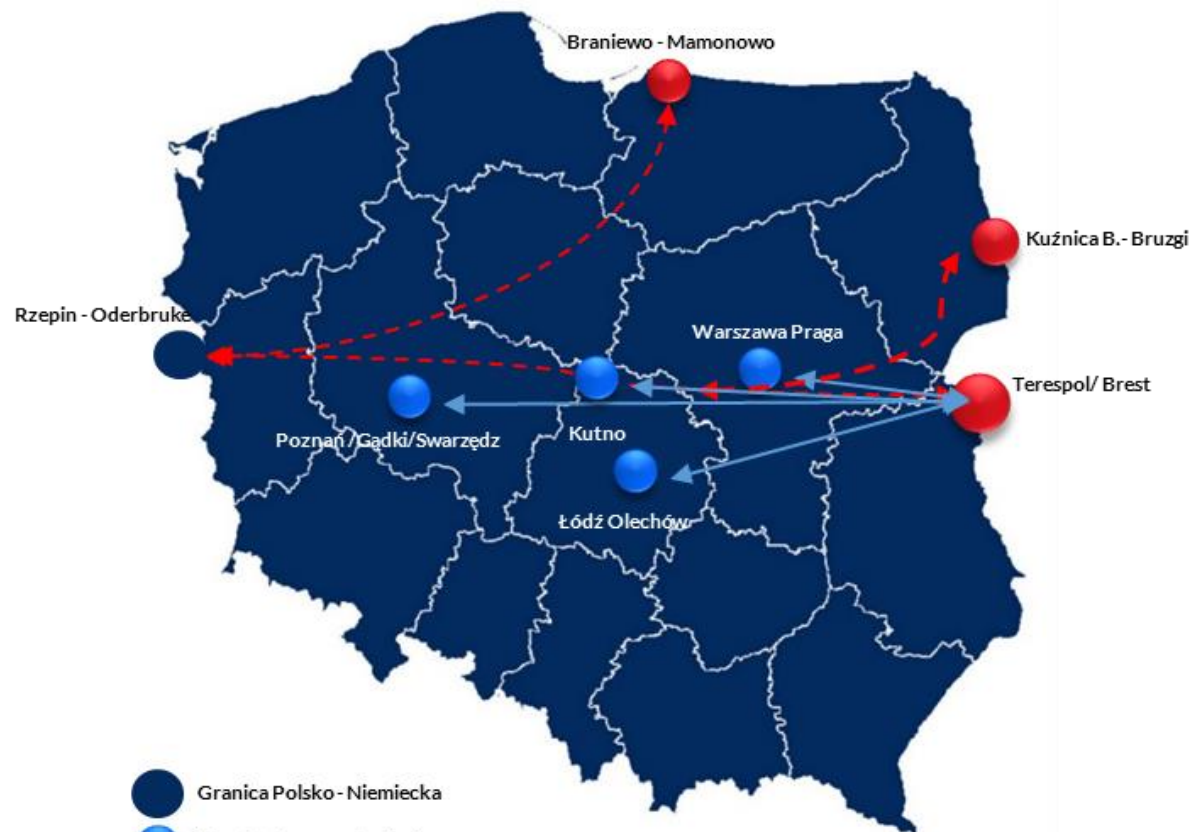 Braniewo - Mamonowo
Kuźnica B.- Bruzgi
Rzepin - Oderbruke
Warszawa Praga
Terespol/ Brest
Poznań /Gądki/Swarzędz
Kutno
Łódź Olechów
Granica Polsko - Niemiecka